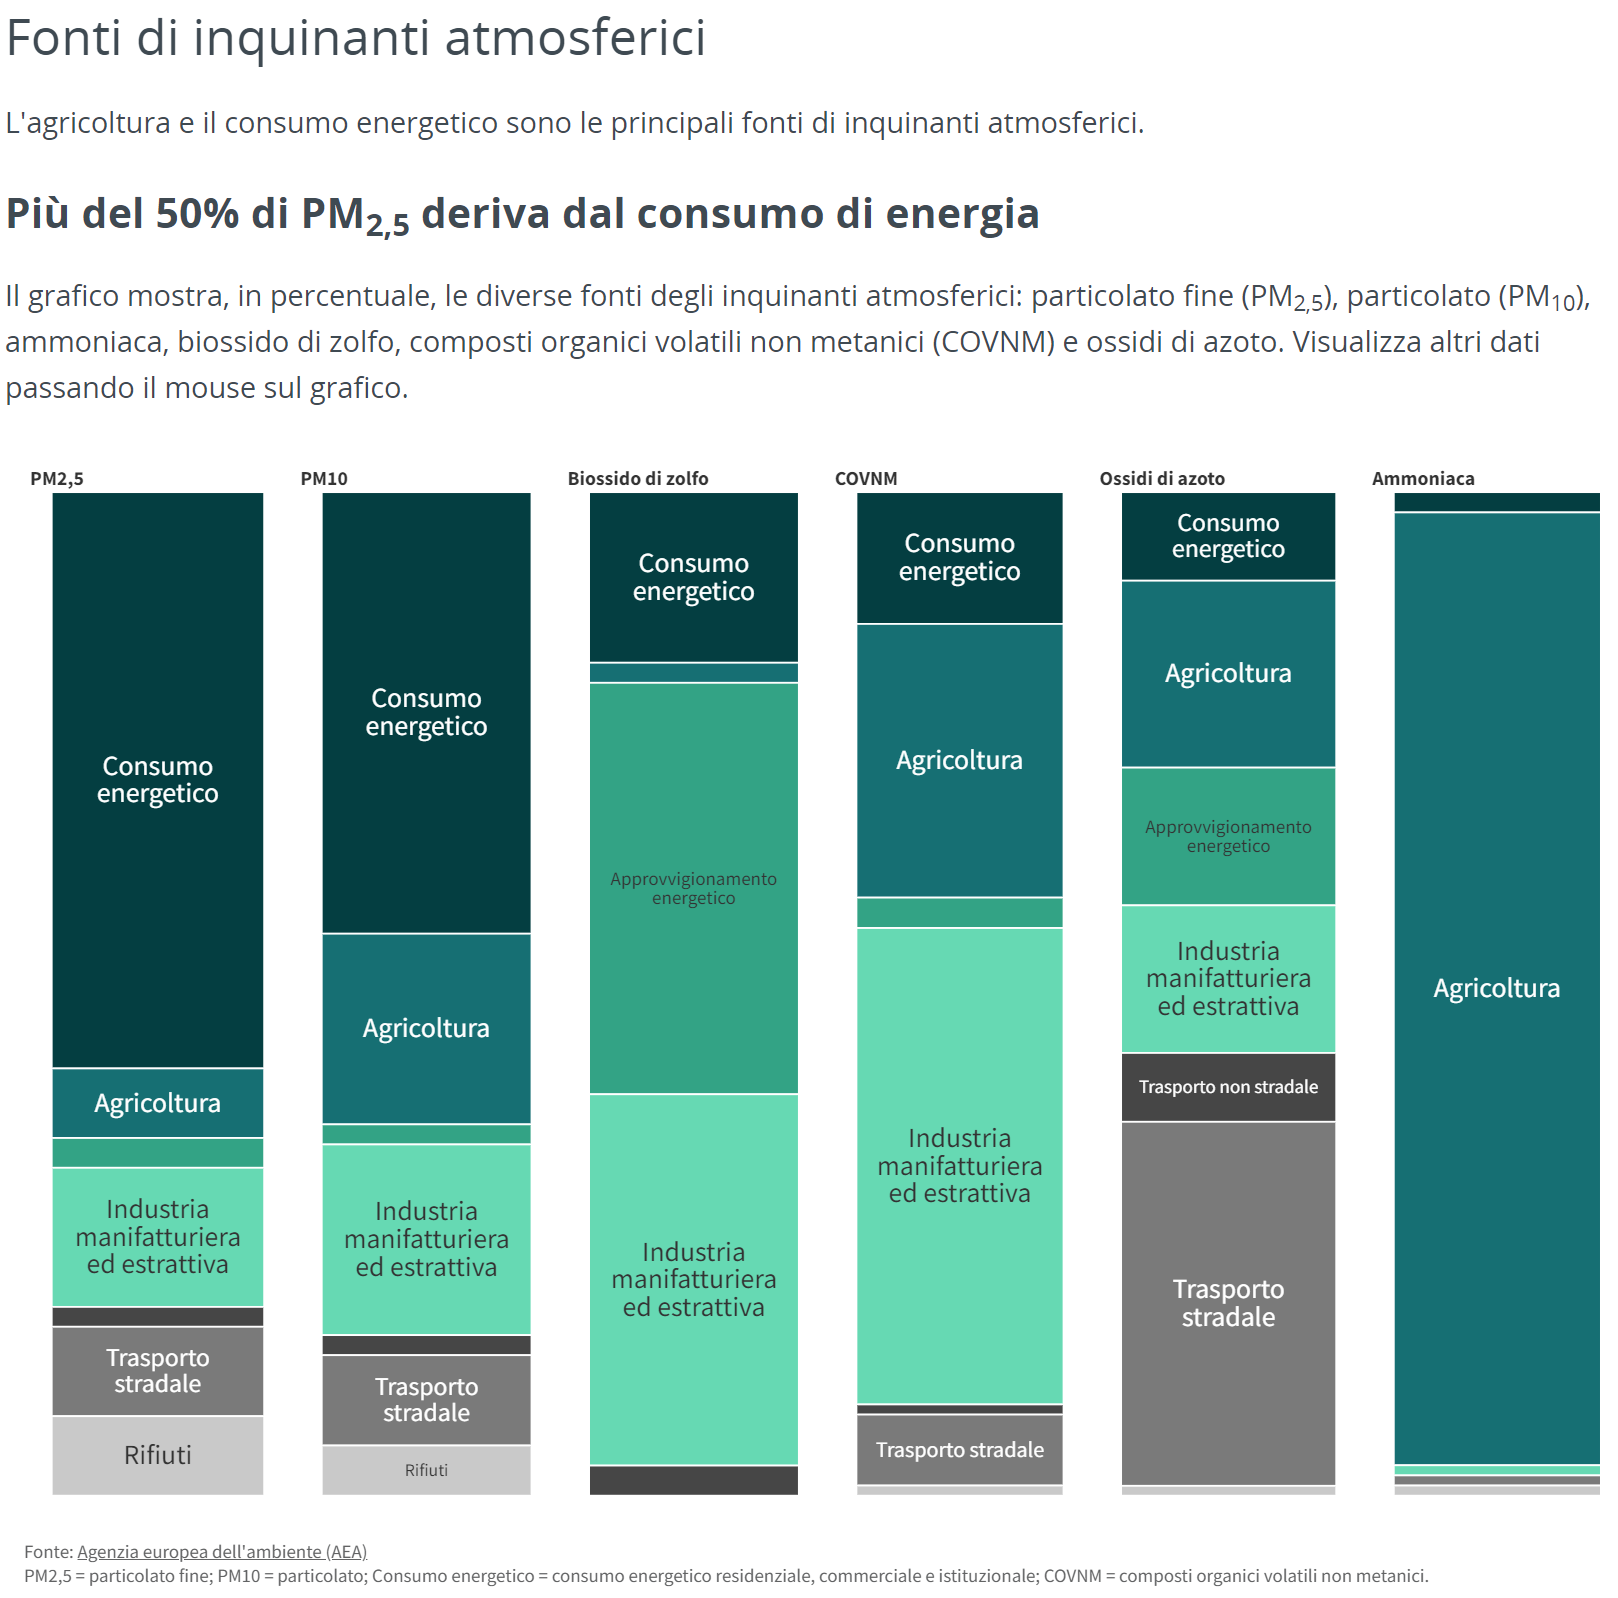 Fonti di inquinanti atmosferici
L'agricoltura e il consumo energetico sono le principali fonti di inquinanti atmosferici.
Più del 50% di PM2,5 deriva dal consumo di energia
Il grafico mostra, in percentuale, le diverse fonti degli inquinanti atmosferici: particolato fine (PM2,5), particolato (PM10),
ammoniaca, biossido di zolfo, composti organici volatili non metanici (COVNM) e ossidi di azoto. Visualizza altri dati
passando il mouse sul grafico.
PM2,5
Consumo
energetico
Agricoltura
Industria
manifatturiera
ed estrattiva
Trasporto
stradale
Rifiuti
PM10
Consumo
energetico
Agricoltura
Industria
manifatturiera
ed estrattiva
Trasporto
stradale
Rifiuti
Biossido di zolfo
Consumo
energetico
Approvvigionamento
energetico
Industria
manifatturiera
ed estrattiva
COVNM
Consumo
energetico
Agricoltura
Industria
manifatturiera
ed estrattiva
Trasporto stradale
Ossidi di azoto
Consumo
energetico
Agricoltura
Approvvigionamento
energetico
Industria
manifatturiera
ed estrattiva
Trasporto non stradale
Trasporto
stradale
Ammoniaca
Agricoltura
Fonte: Agenzia europea dell'ambiente (AEA)
PM2,5 = particolato fine; PM10 = particolato; Consumo energetico = consumo energetico residenziale, commerciale e istituzionale; COVNM = composti organici volatili non metanici.